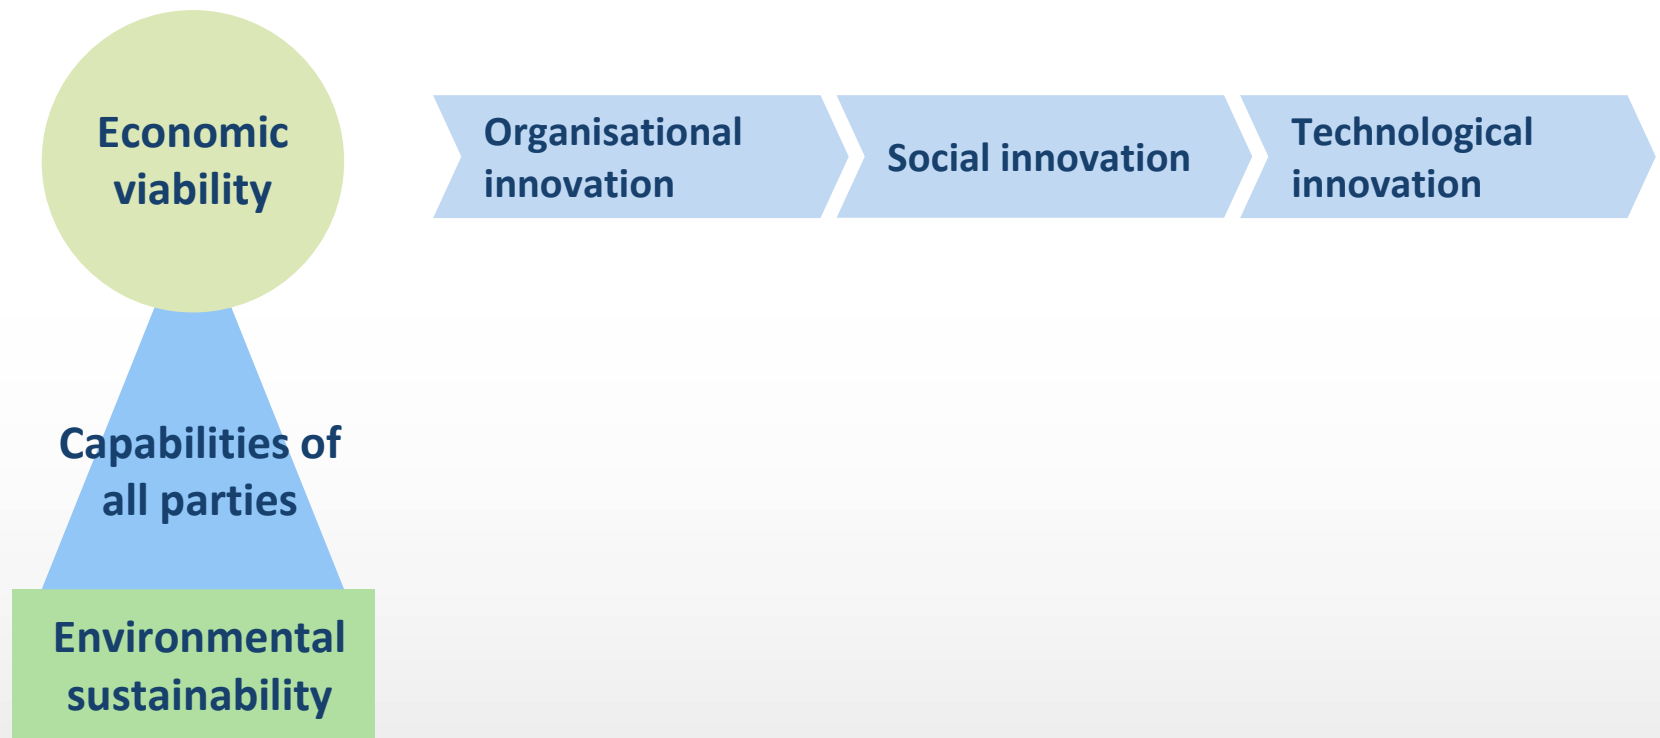 Economic
viability
Organisational
innovation
Social innovation
Technological
innovation
Capabilities of
all parties
Environmental
sustainability